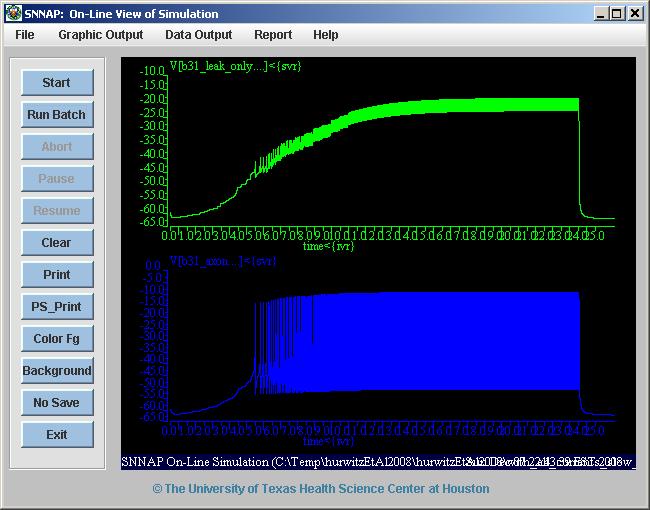 SNNAP: On-Line View of Simulation
File Graphic Output Data Output Report Help
Start
Run Batch
Abort
Pause
Resume
Clear
Print
PS_Print
Color Fg
Background
No Save
Exit
V[b31_leak_only....]<{svr}
-10.0
-15.0
-20.0
-25.0
-30.0
-35.0
-40.0
-45.0
-50.0
-55.0
-60.0
-65.0
0.0 1.0 2.0 3.0 4.0 5.0 6.0 7.0 8.0 9.0 10.0 11.0 12.0 13.0 14.0 15.0 16.0 17.0 18.0 19.0 20.0 21.0 22.0 23.0 24.0 25.0
time<{ivr}
V[b31_axon...]<{svr}
0.0
-5.0
-10.0
-15.0
-20.0
-25.0
-30.0
-35.0
-40.0
-45.0
-50.0
-55.0
-60.0
-65.0
0.0 1.0 2.0 3.0 4.0 5.0 6.0 7.0 8.0 9.0 10.0 11.0 12.0 13.0 14.0 15.0 16.0 17.0 18.0 19.0 20.0 21.0 22.0 23.0 24.0 25.0
time<{ivr}
SNNAP On-Line Simulation (C:\Temp\hurwitzEtAl2008\hurwitzEtAl2008
© The University of Texas Health Science Center at Houston